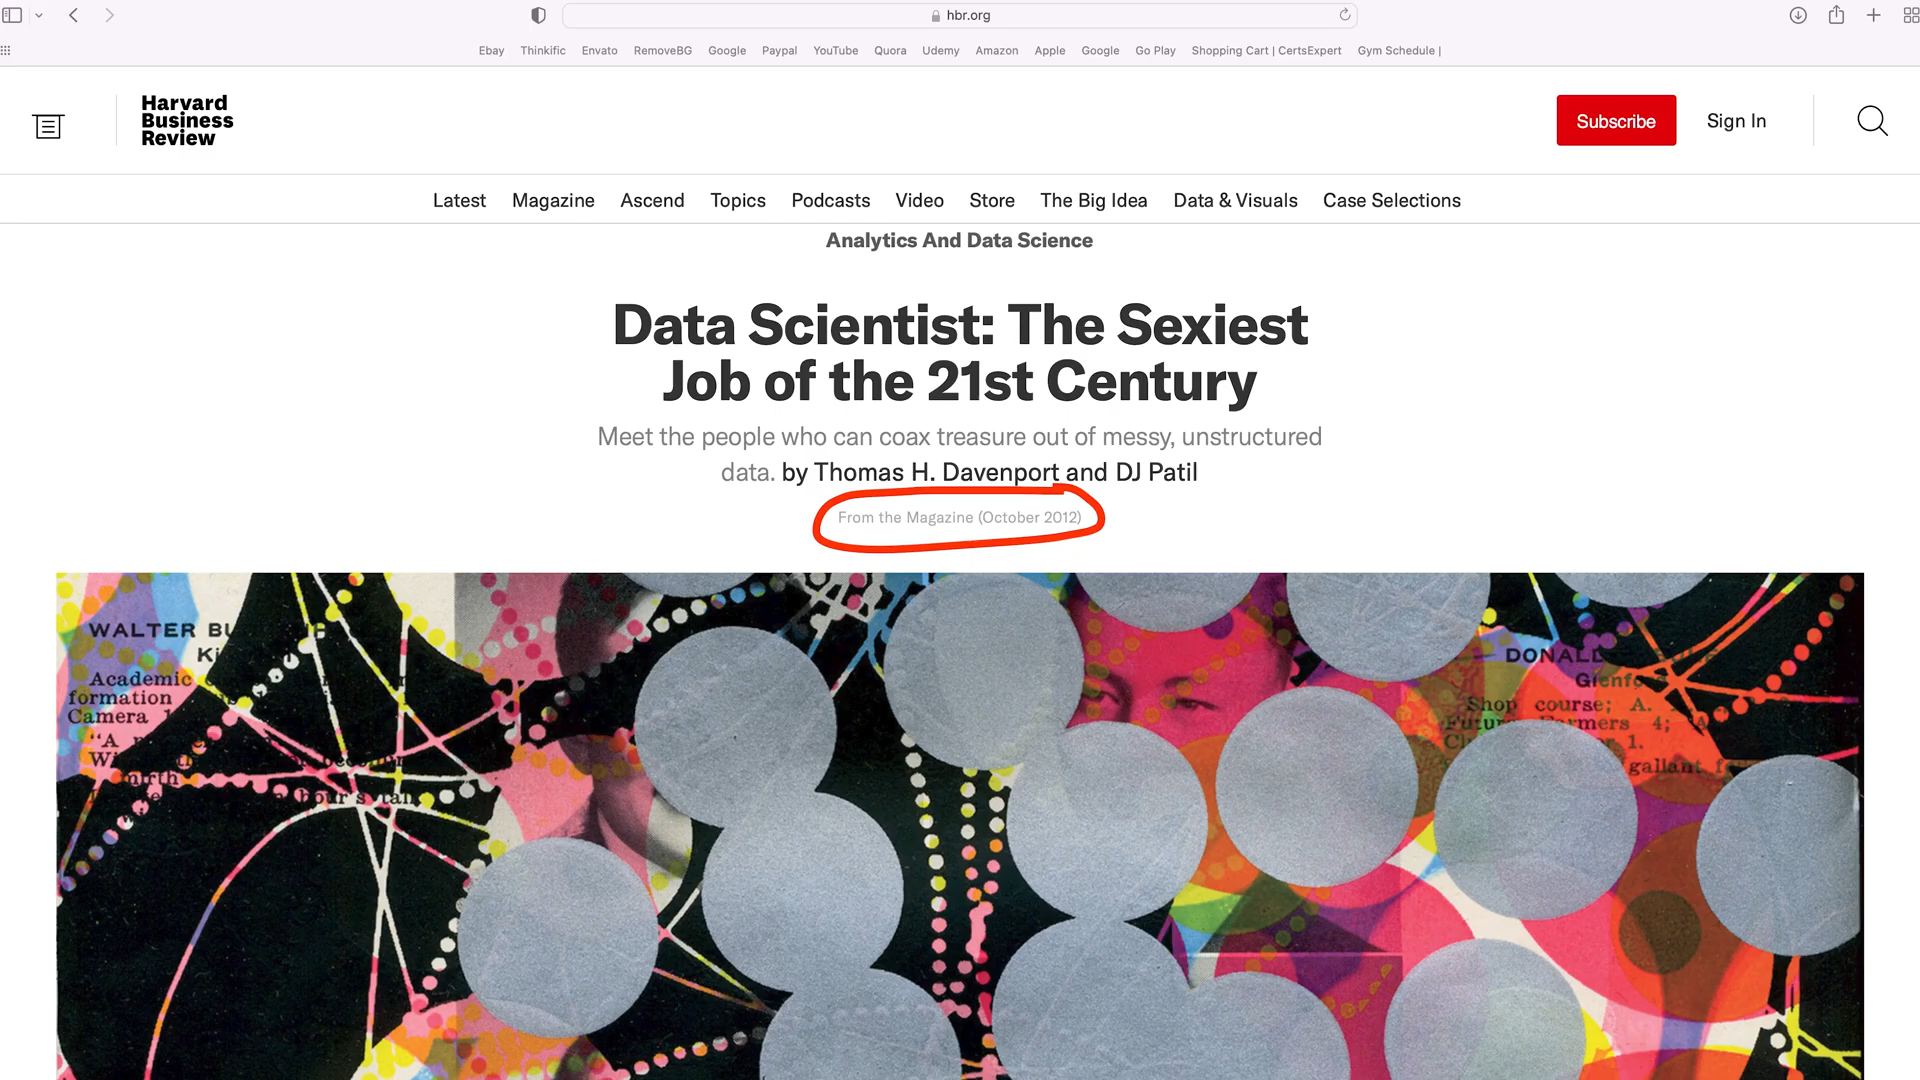 hbr.org
Ebay Thinkific Envato RemoveBG Google Paypal YouTube Quora Udemy Amazon Apple Google Go Play Shopping Cart | CertsExpert Gym Schedule |
Harvard
Business
Review
Subscribe Sign In
Latest Magazine Ascend Topics Podcasts Video Store The Big Idea Data & Visuals Case Selections
Analytics And Data Science
Data Scientist: The Sexiest
Job of the 21st Century
Meet the people who can coax treasure out of messy, unstructured
data. by Thomas H. Davenport and DJ Patil
From the Magazine (October 2012)
WALTER
Academic
formation
Camera
"A
mirth
hour's
DONALD
Shop course; A.
Farmers 4;
1.
gallant